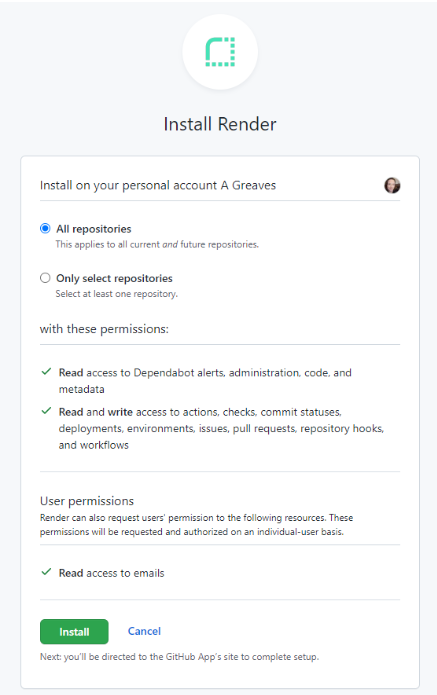 Install Render
Install on your personal account A Greaves
All repositories
This applies to all current and future repositories.
Only select repositories
Select at least one repository.
with these permissions:
Read access to Dependabot alerts, administration, code, and
metadata
Read and write access to actions, checks, commit statuses,
deployments, environments, issues, pull requests, repository hooks,
and workflows
User permissions
Render can also request users' permission to the following resources. These
permissions will be requested and authorized on an individual-user basis.
Read access to emails
Install
Cancel
Next: you'll be directed to the GitHub App's site to complete setup.